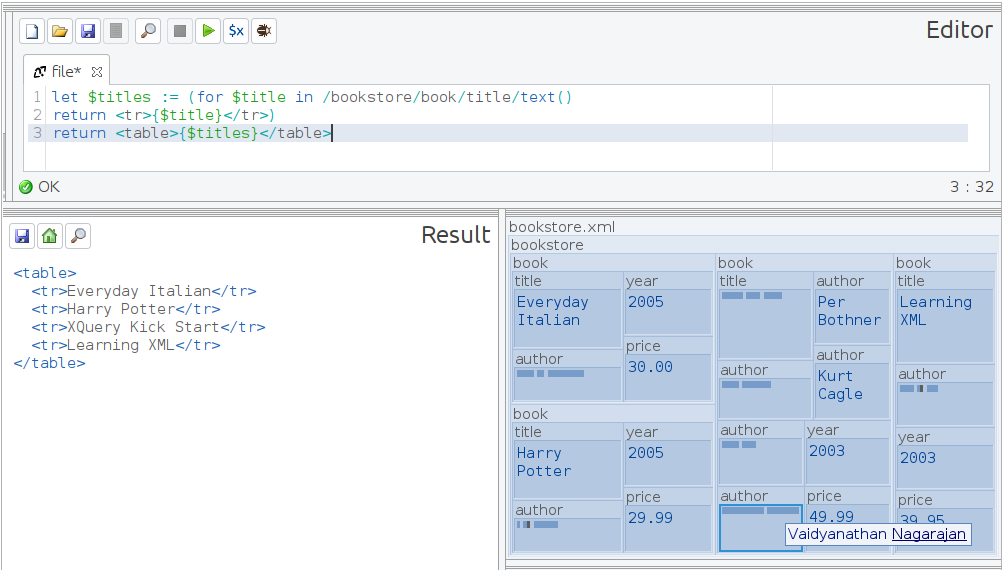 $x
Editor
file*
1 let $titles := (for $title in /bookstore/book/title/text()
2 return <tr>{$title}</tr>)
3 return <table>{$titles}</table>
OK
3 : 32
Result
<table>
<tr>Everyday Italian</tr>
<tr>Harry Potter</tr>
<tr>XQuery Kick Start</tr>
<tr>Learning XML</tr>
</table>
bookstore.xml
bookstore
book
title
Everyday
Italian
year
2005
author
price
30.00
book
title
Harry
Potter
year
2005
author
price
29.99
book
title
author
Per
Bothner
author
author
Kurt
Cagle
author
year
2003
author
price
49.99
book
title
Learning
XML
author
year
2003
price
39.95
Vaidyanathan Nagarajan